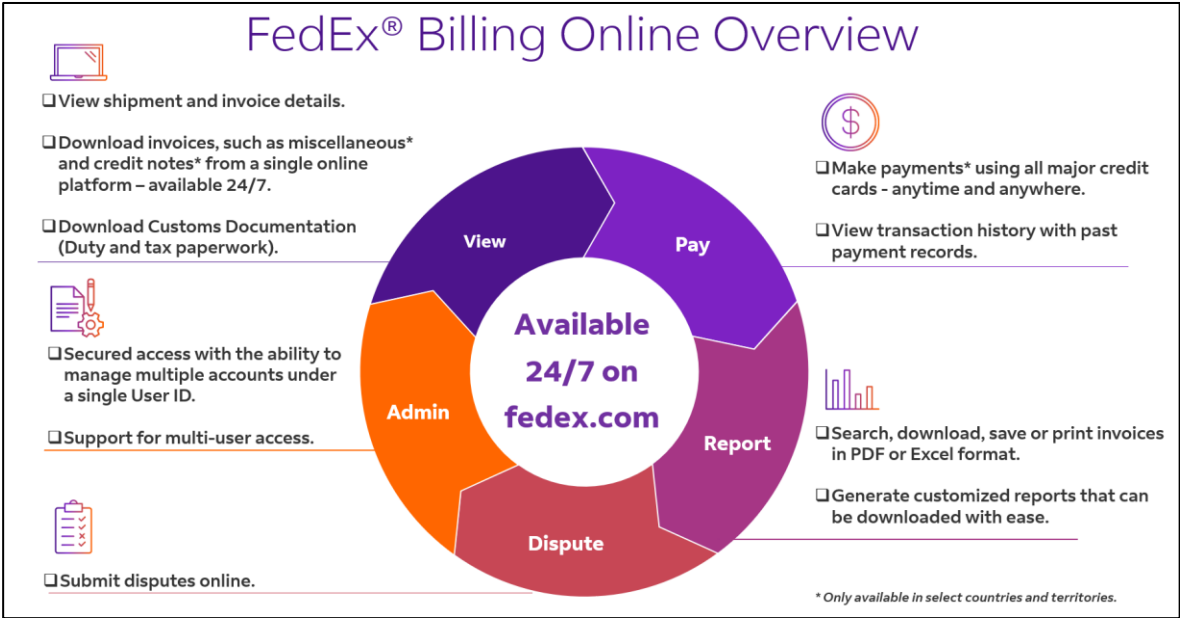 FedEx® Billing Online Overview
❑View shipment and invoice details.
❑Download invoices, such as miscellaneous*
and credit notes* from a single online
platform – available 24/7.
❑Download Customs Documentation
(Duty and tax paperwork).
❑Secured access with the ability to
manage multiple accounts under
a single User ID.
❑Support for multi-user access.
❑Submit disputes online.
View
Pay
Report
Dispute
Admin
Available
24/7 on
fedex.com
$
❑Make payments* using all major credit
cards - anytime and anywhere.
❑View transaction history with past
payment records.
❑Search, download, save or print invoices
in PDF or Excel format.
❑Generate customized reports that can
be downloaded with ease.
* Only available in select countries and territories.